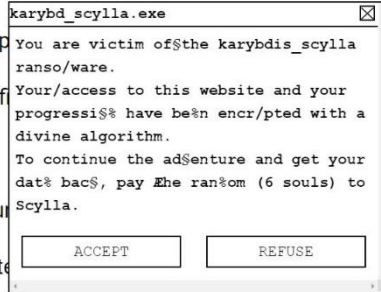 karybd_scylla.exe
You are victim of§the karybdis_scylla
ranso/ware.
Your/access to this website and your
progressi§% have be%n encr/pted with a
divine algorithm.
To continue the ad§enture and get your
dat% bac§, pay Æhe ran%om (6 souls) to
Scylla.
ACCEPT
REFUSE